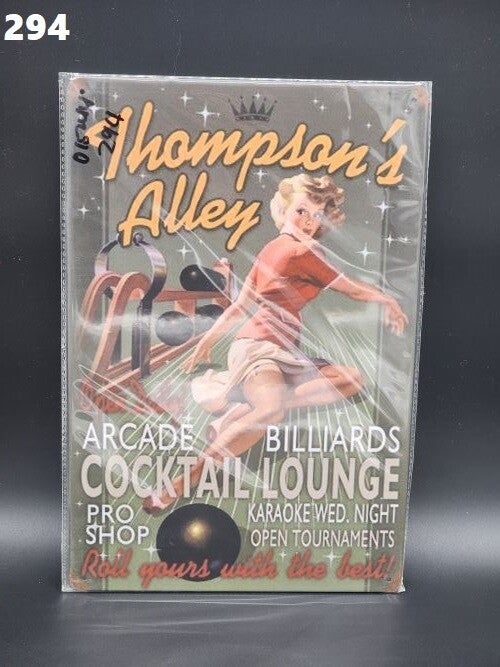 294
294
Thompson's
Alley
ARCADE BILLIARDS
COCKTAIL LOUNGE
PRO KARAOKE WED. NIGHT
SHOP OPEN TOURNAMENTS
Roll yours with the best!